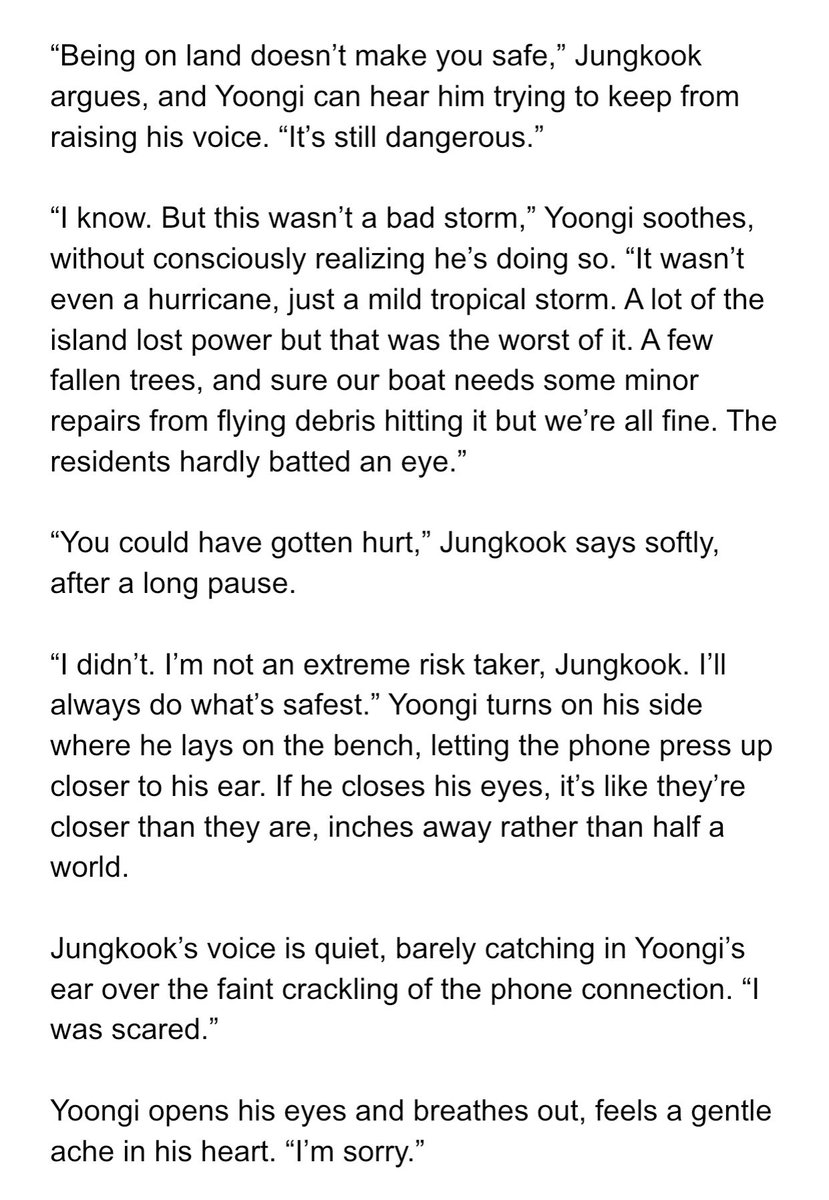 “Being on land doesn’t make you safe,” Jungkook
argues, and Yoongi can hear him trying to keep from
raising his voice. “It’s still dangerous.”
“I know. But this wasn’t a bad storm,” Yoongi soothes,
without consciously realizing he’s doing so. “It wasn’t
even a hurricane, just a mild tropical storm. A lot of the
island lost power but that was the worst of it. A few
fallen trees, and sure our boat needs some minor
repairs from flying debris hitting it but we’re all fine. The
residents hardly batted an eye.”
“You could have gotten hurt,” Jungkook says softly,
after a long pause.
“I didn’t. I’m not an extreme risk taker, Jungkook. I’ll
always do what’s safest.” Yoongi turns on his side
where he lays on the bench, letting the phone press up
closer to his ear. If he closes his eyes, it’s like they’re
closer than they are, inches away rather than half a
world.
Jungkook’s voice is quiet, barely catching in Yoongi’s
ear over the faint crackling of the phone connection. “I
was scared.”
Yoongi opens his eyes and breathes out, feels a gentle
ache in his heart. “I’m sorry.”